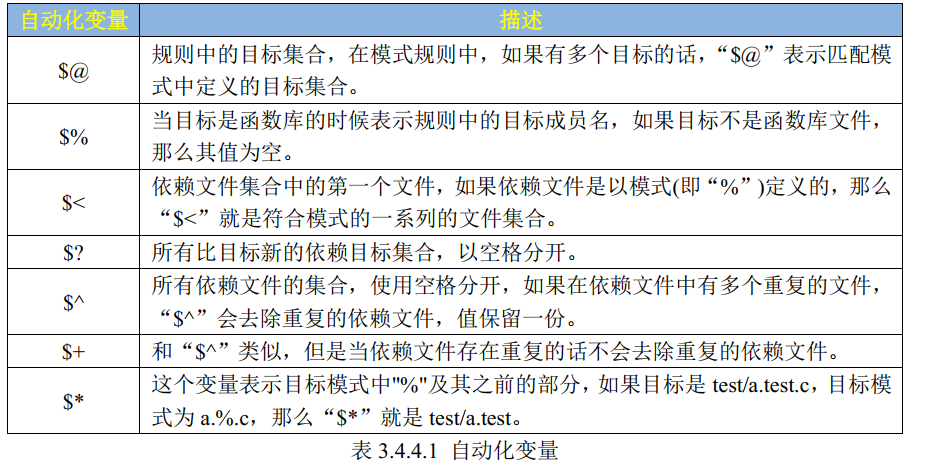 自动化变量 描述
$@ 规则中的目标集合，在模式规则中，如果有多个目标的话，“$@”表示匹配模
式中定义的目标集合。
$% 当目标是函数库的时候表示规则中的目标成员名，如果目标不是函数库文件，
那么其值为空。
$< 依赖文件集合中的第一个文件，如果依赖文件是以模式(即“%”)定义的，那么
“$<”就是符合模式的一系列的文件集合。
$? 所有比目标新的依赖目标集合，以空格分开。
$^ 所有依赖文件的集合，使用空格分开，如果在依赖文件中有多个重复的文件，
“$^”会去除重复的依赖文件，值保留一份。
$+ 和“$^”类似，但是当依赖文件存在重复的话不会去除重复的依赖文件。
$* 这个变量表示目标模式中"%"及其之前的部分，如果目标是 test/a.test.c，目标模
式为 a.%.c，那么“$*”就是 test/a.test。
表 3.4.4.1 自动化变量